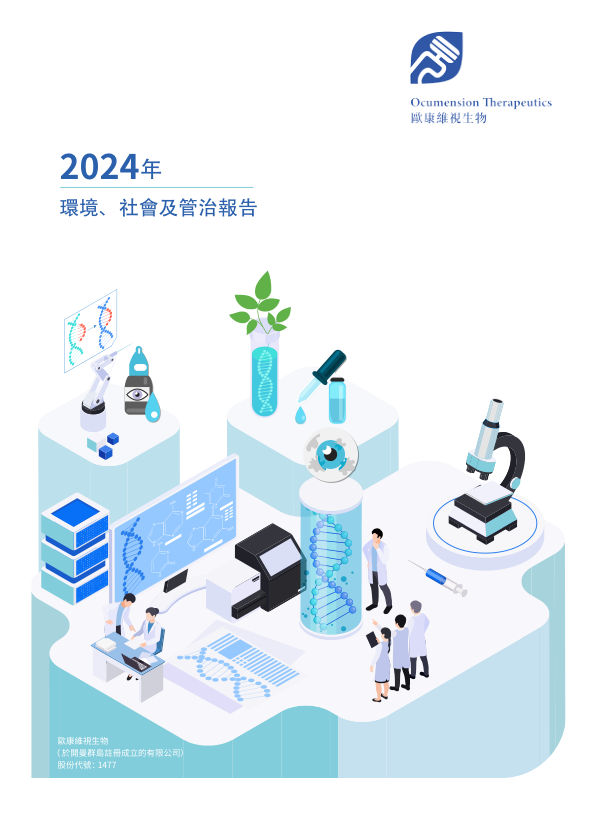 Ocumension Therapeutics
歐康維視生物
2024年
環境、社會及管治報告
歐康維視生物
(於開曼群島註冊成立的有限公司)
股份代號：1477